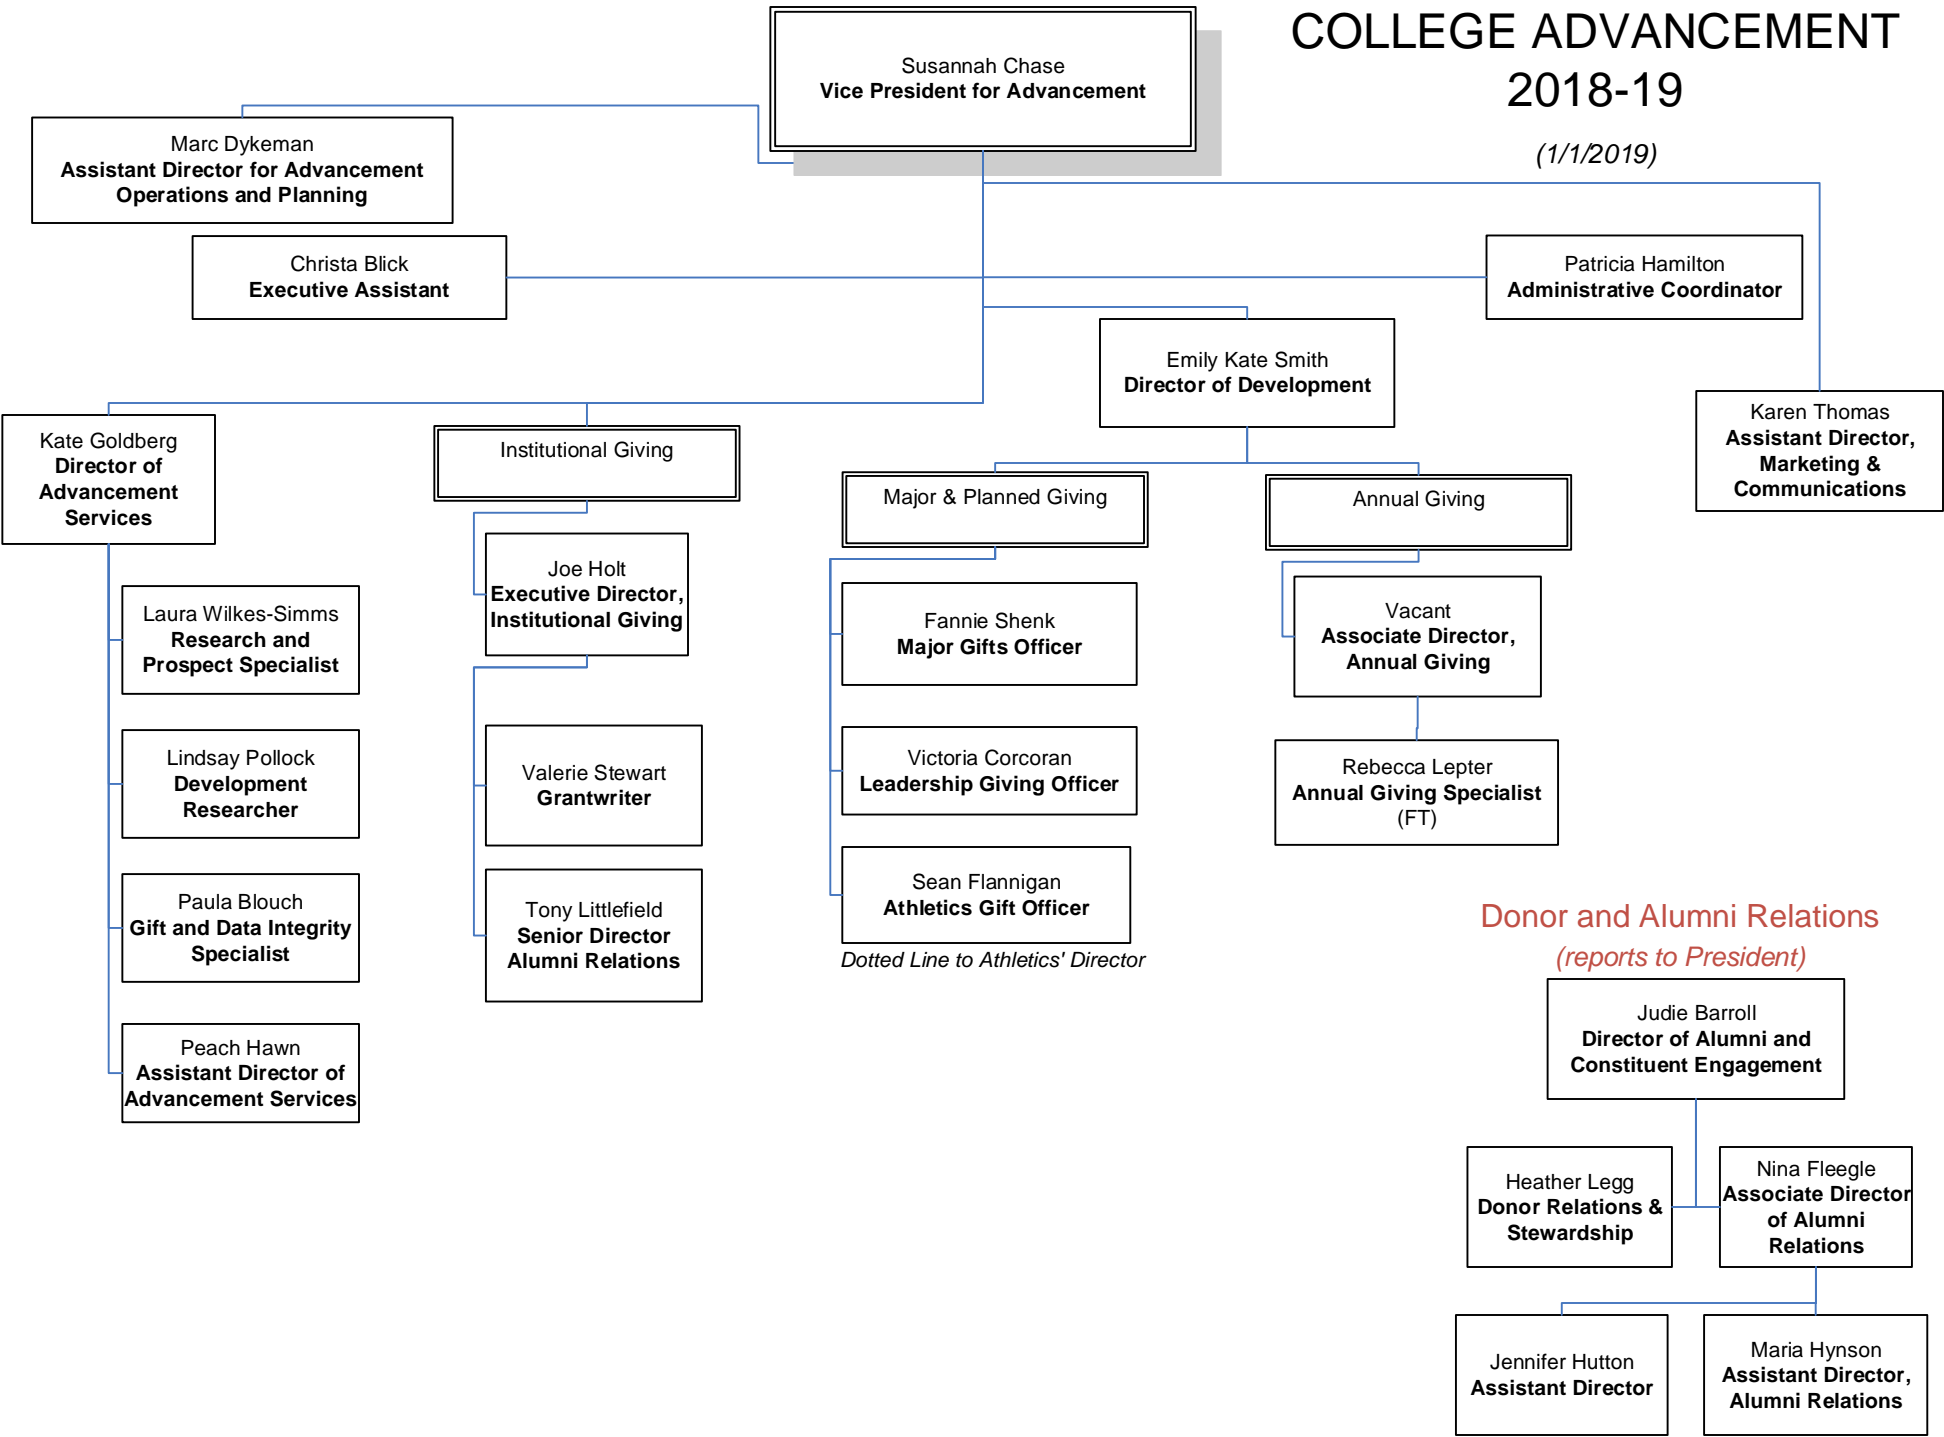 COLLEGE ADVANCEMENT
2018-19
(1/1/2019)
Susannah Chase
Vice President for Advancement
Marc Dykeman
Assistant Director for Advancement
Operations and Planning
Christa Blick
Executive Assistant
Patricia Hamilton
Administrative Coordinator
Emily Kate Smith
Director of Development
Karen Thomas
Assistant Director,
Marketing &
Communications
Kate Goldberg
Director of
Advancement
Services
Institutional Giving
Major & Planned Giving
Annual Giving
Laura Wilkes-Simms
Research and
Prospect Specialist
Lindsay Pollock
Development
Researcher
Paula Blouch
Gift and Data Integrity
Specialist
Peach Hawn
Assistant Director of
Advancement Services
Joe Holt
Executive Director,
Institutional Giving
Valerie Stewart
Grantwriter
Tony Littlefield
Senior Director
Alumni Relations
Fannie Shenk
Major Gifts Officer
Victoria Corcoran
Leadership Giving Officer
Sean Flannigan
Athletics Gift Officer
Dotted Line to Athletics' Director
Vacant
Associate Director,
Annual Giving
Rebecca Lepter
Annual Giving Specialist
(FT)
Donor and Alumni Relations
(reports to President)
Judie Barroll
Director of Alumni and
Constituent Engagement
Heather Legg
Donor Relations &
Stewardship
Nina Fleegle
Associate Director
of Alumni
Relations
Jennifer Hutton
Assistant Director
Maria Hynson
Assistant Director,
Alumni Relations